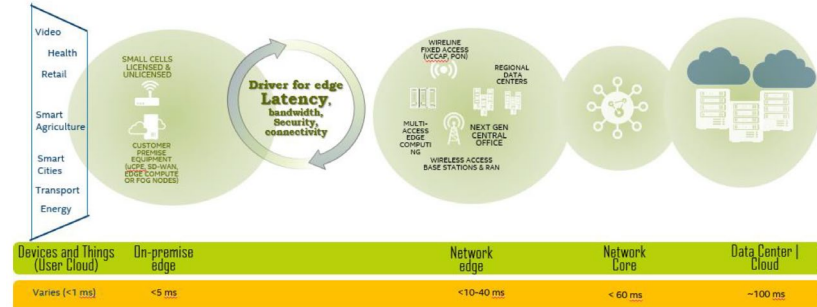 Video
Health
Retail
Smart
Agriculture
Smart
Cities
Transport
Energy
SMALL CELLS
LICENSED &
UNLICENSED
CUSTOMER
PREMISE
EQUIPMENT
(uCPE, SD-WAN,
EDGE COMPUTE
OR FOG NODES)
Driver for edge
Latency,
bandwidth,
Security,
connectivity
WIRELINE
FIXED ACCESS
(vCCAP, PON)
REGIONAL
DATA
CENTERS
MULTI-
ACCESS
EDGE
COMPUTI
NG
NEXT GEN
CENTRAL
OFFICE
WIRELESS ACCESS
BASE STATIONS & RAN
Devices and Things
(User Cloud)
On-premise
edge
Network
edge
Network
Core
Data Center |
Cloud
Varies (<1 ms)
<5 ms
<10-40 ms
< 60 ms
~100 ms